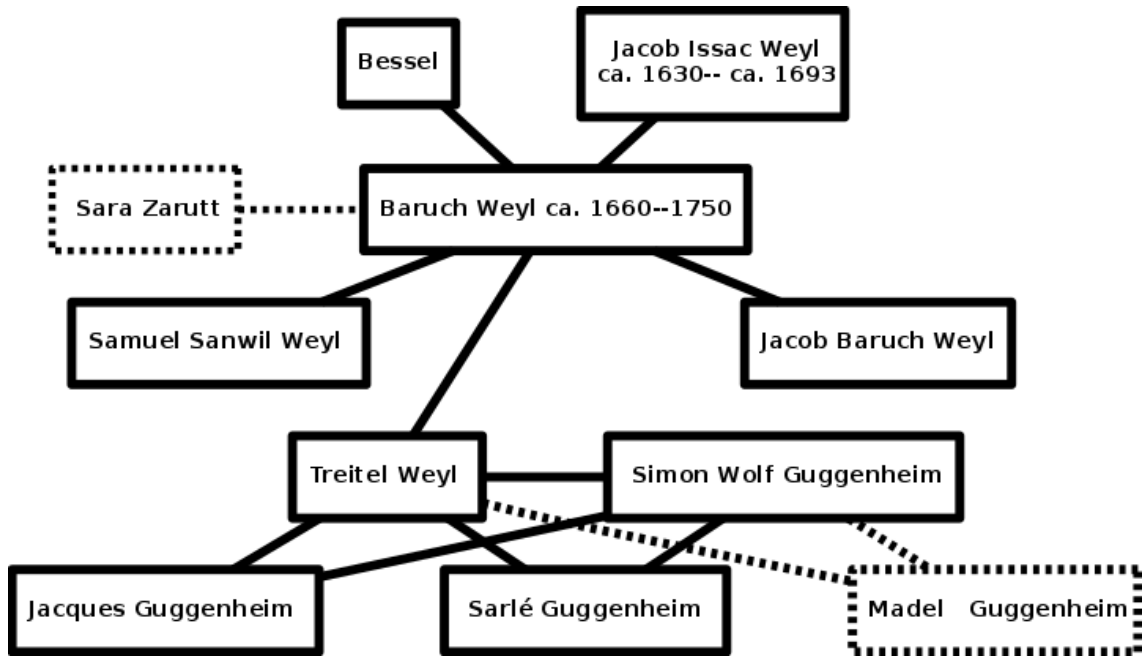 Bessel
Jacob Issac Weyl
ca. 1630-- ca. 1693
Sara Zarutt
Baruch Weyl ca. 1660--1750
Samuel Sanwil Weyl
Jacob Baruch Weyl
Treitel Weyl
Simon Wolf Guggenheim
Jacques Guggenheim
Sarlé Guggenheim
Madel Guggenheim